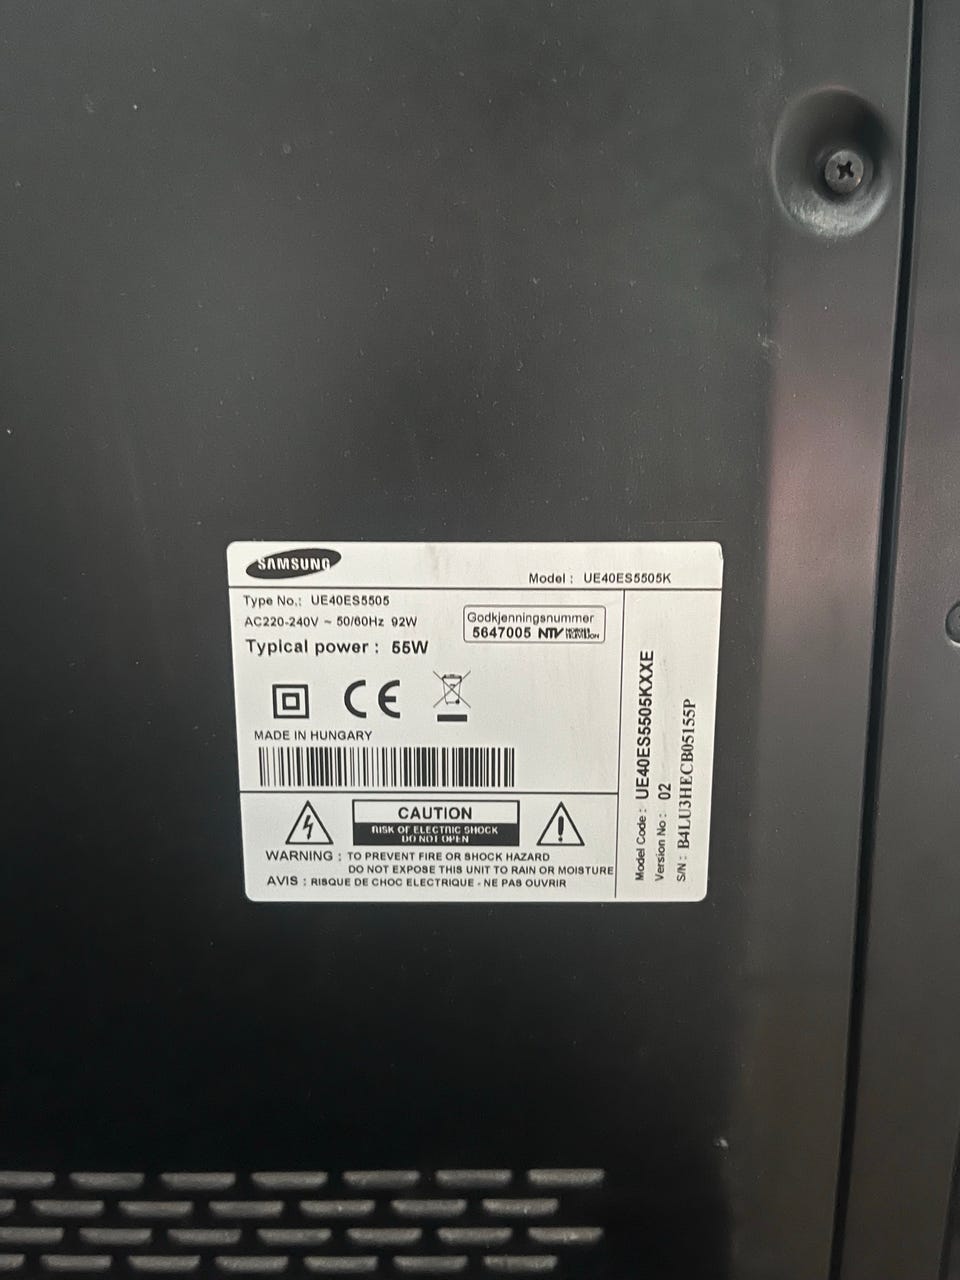 SAMSUNG
Model : UE40ES5505K
Type No.: UE40ES5505
AC220-240V ~ 50/60Hz 92W
Typical power : 55W
Godkjenningsnummer
5647005 NTV NORGES TELEVISJON
CE
MADE IN HUNGARY
CAUTION
RISK OF ELECTRIC SHOCK
DO NOT OPEN
WARNING : TO PREVENT FIRE OR SHOCK HAZARD
DO NOT EXPOSE THIS UNIT TO RAIN OR MOISTURE
AVIS : RISQUE DE CHOC ELECTRIQUE - NE PAS OUVRIR
Model Code : UE40ES5505KXXE
Version No : 02
S/N : B4LU3HECB05155P